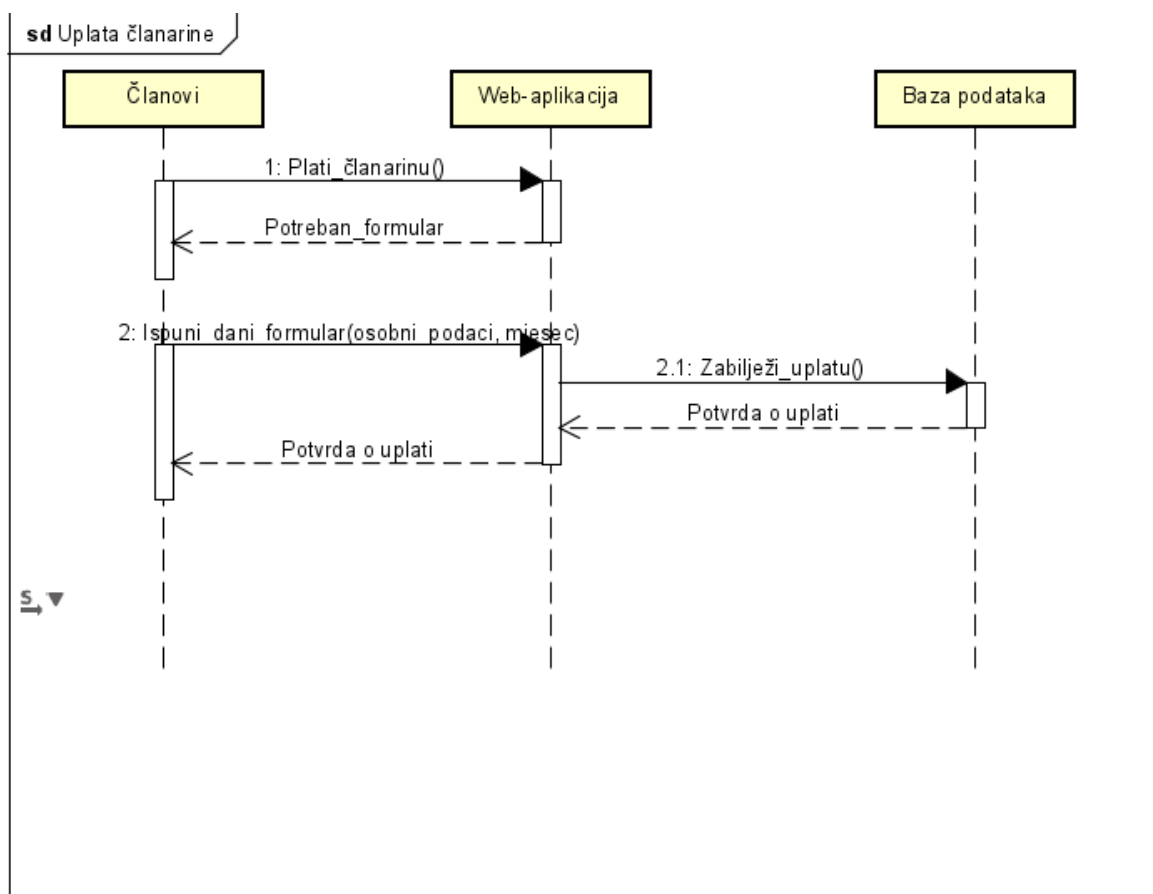 sd Uplata članarine
Članovi
Web-aplikacija
Baza podataka
1: Plati_članarinu()
Potreban_formular
2: Ispuni_dani_formular(osobni_podaci, mjesec)
2.1: Zabilježi_uplatu()
Potvrda o uplati
Potvrda o uplati
S